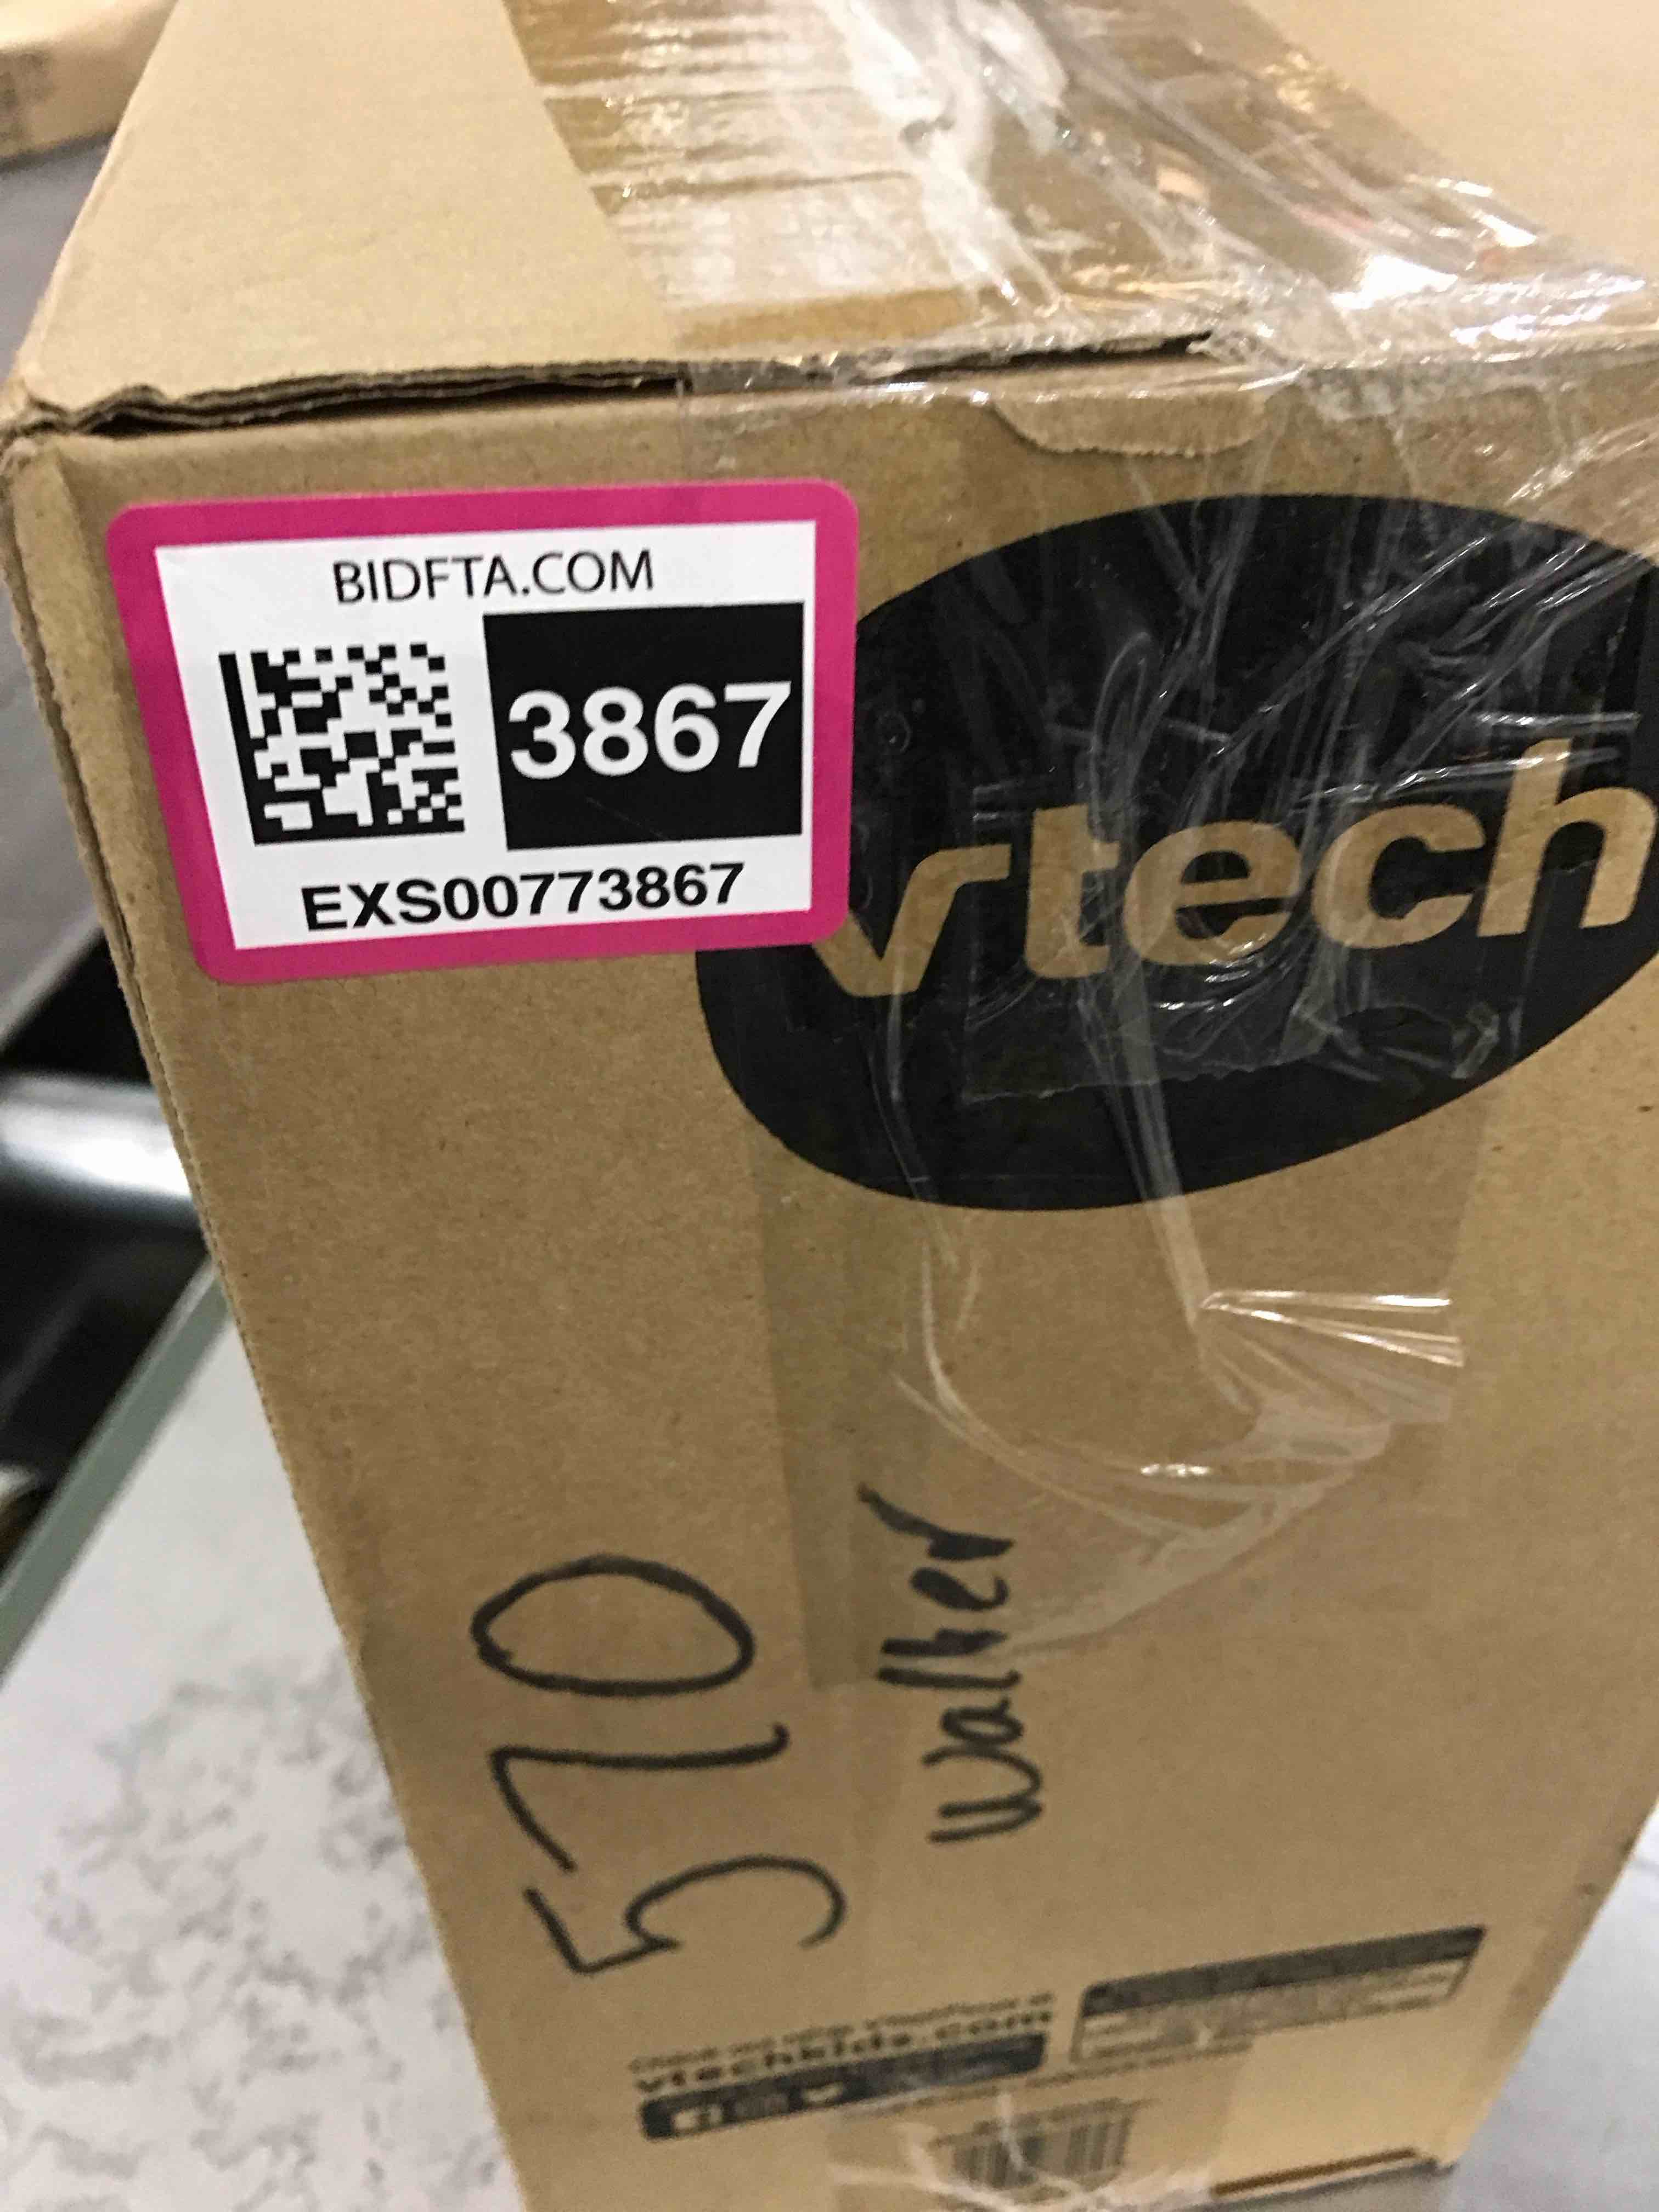 BIDFTA.COM
3867
EXS00773867
vtech
570
walker
vtechkids.com